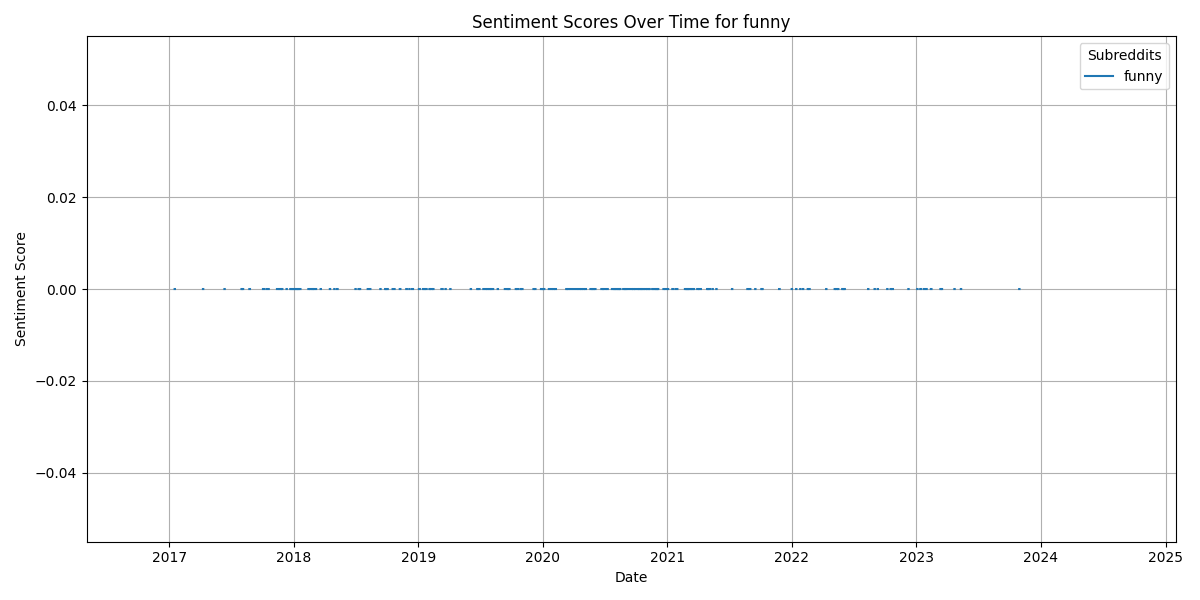 Sentiment Scores Over Time for funny
Subreddits
funny
Sentiment Score
0.04
0.02
0.00
−0.02
−0.04
2017 2018 2019 2020 2021 2022 2023 2024 2025
Date